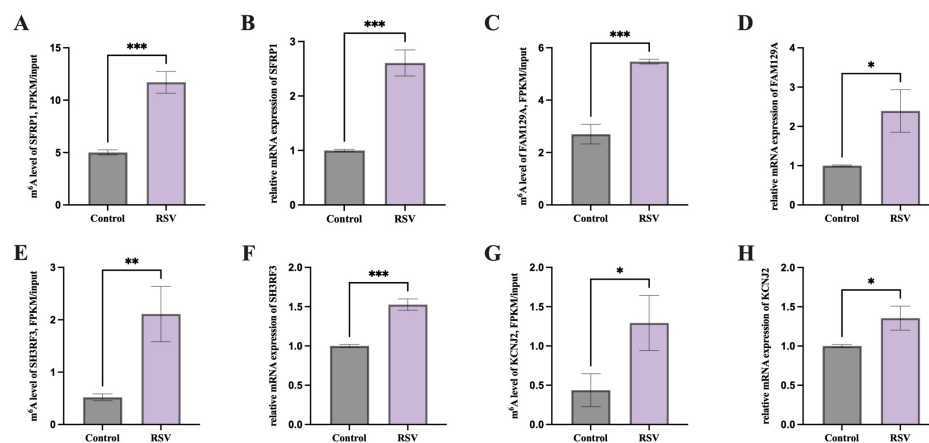 A
m⁶A level of SFRP1, FPKM/input
15
10
5
0
***
Control
RSV
B
relative mRNA expression of SFRP1
3
2
1
0
***
Control
RSV
C
m⁶A level of FAM129A, FPKM/input
6
4
2
0
***
Control
RSV
D
relative mRNA expression of FAM129A
4
3
2
1
0
*
Control
RSV
E
m⁶A level of SH3RF3, FPKM/input
3
2
1
0
**
Control
RSV
F
relative mRNA expression of SH3RF3
2.0
1.5
1.0
0.5
0.0
***
Control
RSV
G
m⁶A level of KCNJ2, FPKM/input
2.0
1.5
1.0
0.5
0.0
*
Control
RSV
H
relative mRNA expression of KCNJ2
2.0
1.5
1.0
0.5
0.0
*
Control
RSV